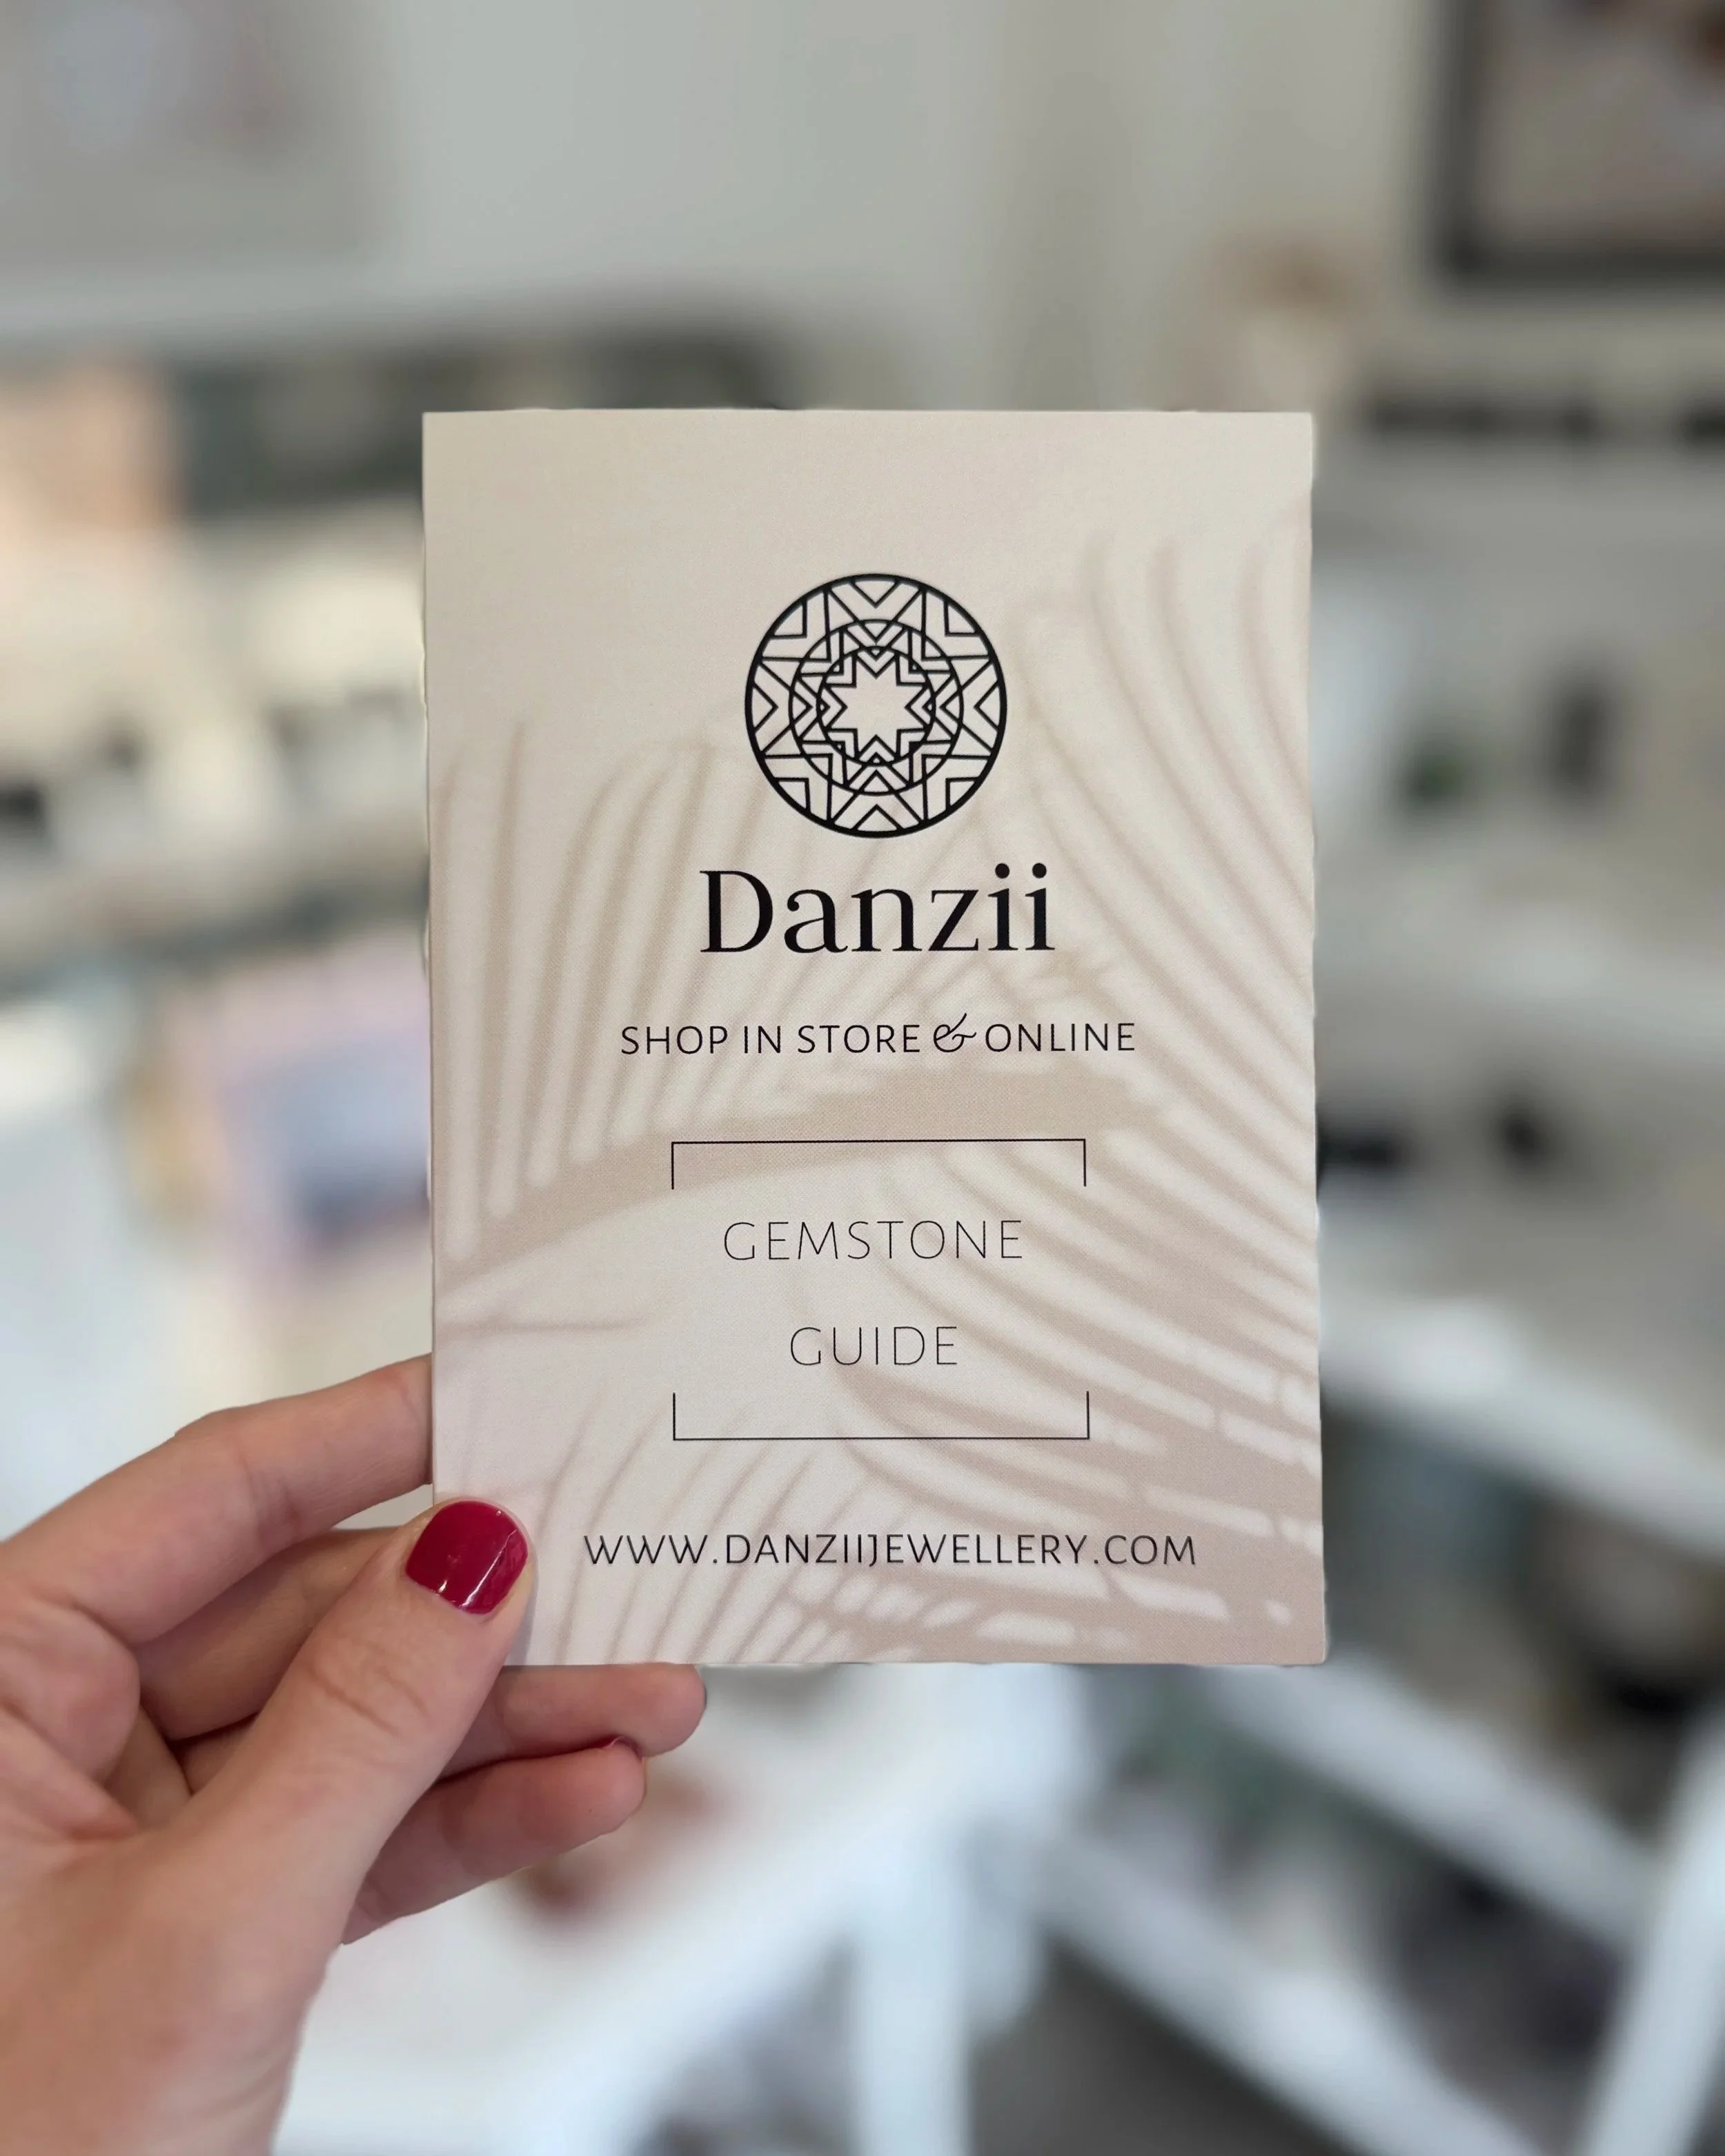 Danzii
SHOP IN STORE & ONLINE
GEMSTONE
GUIDE
WWW.DANZIIJEWELLERY.COM